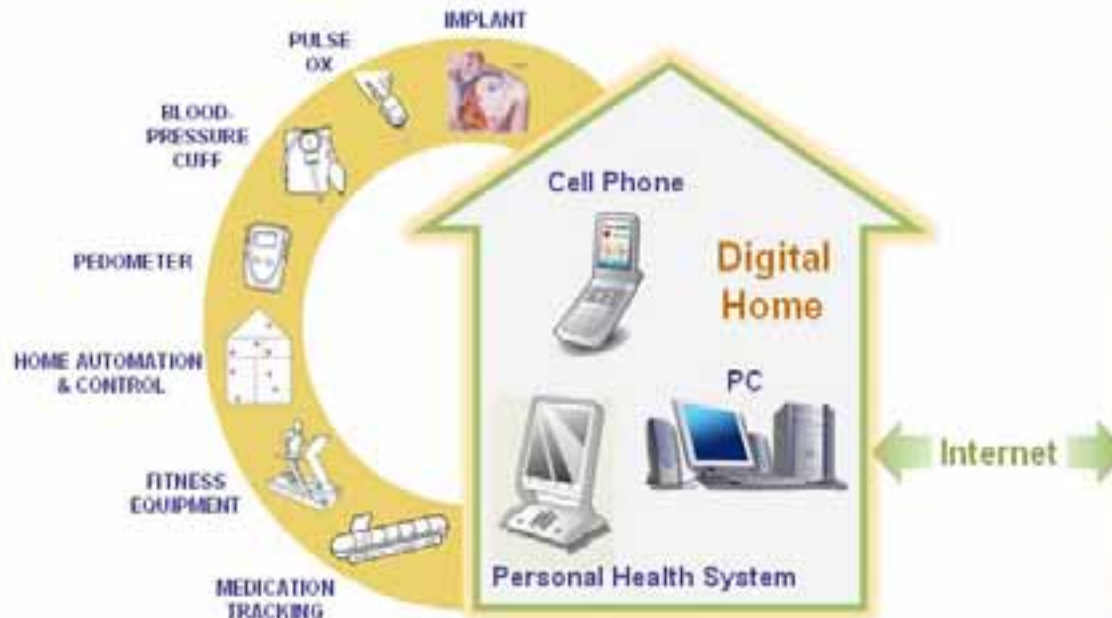 IMPLANT
PULSE
OX
BLOOD-
PRESSURE
CUFF
PEDOMETER
HOME AUTOMATION
& CONTROL
FITNESS
EQUIPMENT
MEDICATION
TRACKING
Cell Phone
Digital
Home
PC
Personal Health System
Internet